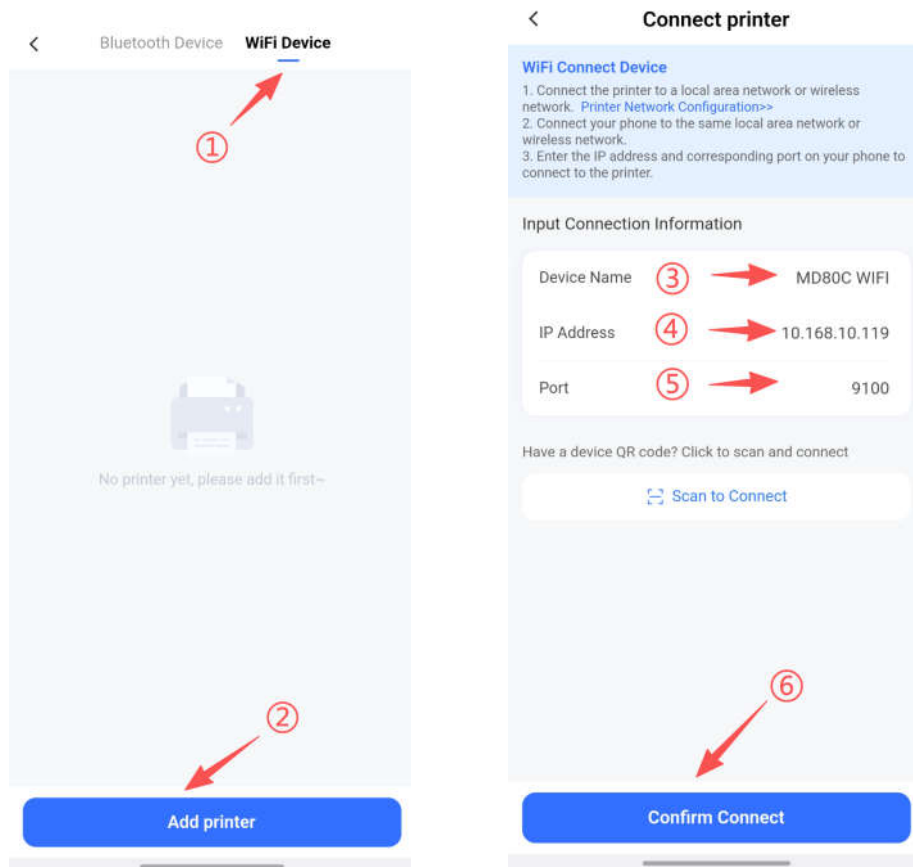 Bluetooth Device WiFi Device
①
No printer yet, please add it first~
②
Add printer
Connect printer
WiFi Connect Device
1. Connect the printer to a local area network or wireless
network. Printer Network Configuration>>
2. Connect your phone to the same local area network or
wireless network.
3. Enter the IP address and corresponding port on your phone to
connect to the printer.
Input Connection Information
Device Name ③ MD80C WIFI
IP Address ④ 10.168.10.119
Port ⑤ 9100
Have a device QR code? Click to scan and connect
Scan to Connect
⑥
Confirm Connect